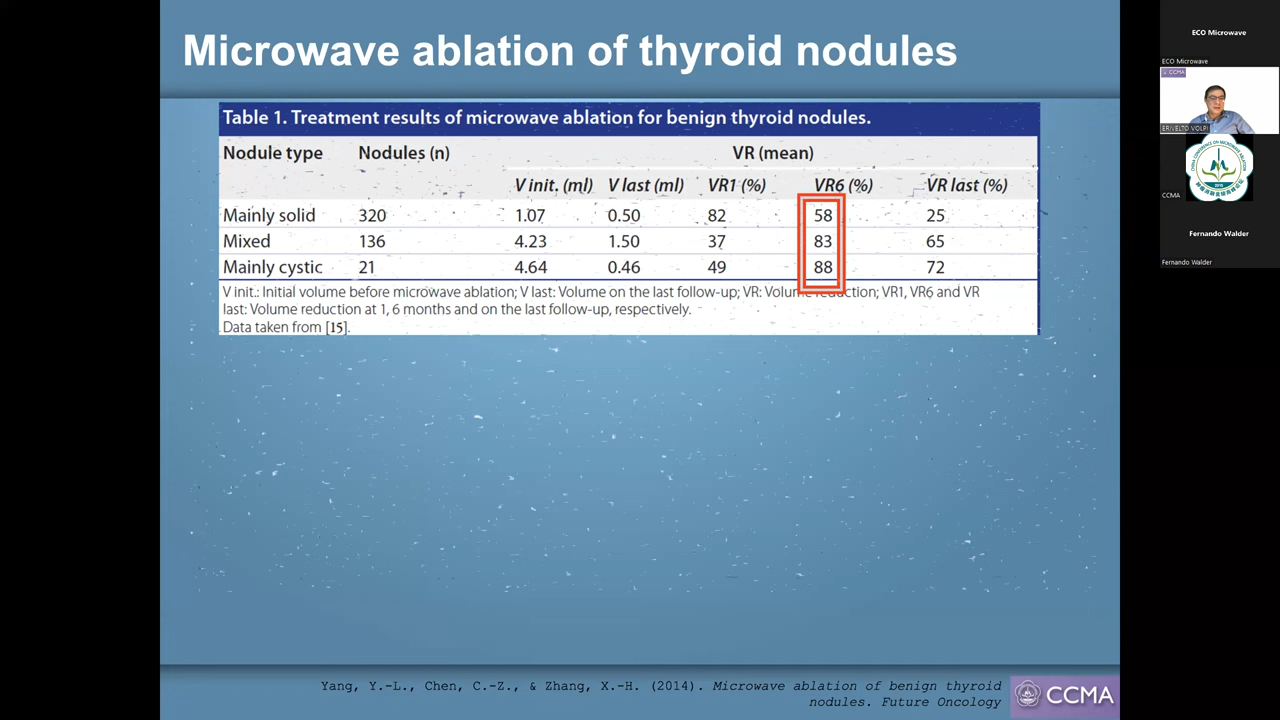 Microwave ablation of thyroid nodules
Table 1. Treatment results of microwave ablation for benign thyroid nodules.
Nodule type Nodules (n) VR (mean)
V init. (ml) V last (ml) VR1 (%) VR6 (%) VR last (%)
Mainly solid 320 1.07 0.50 82 58 25
Mixed 136 4.23 1.50 37 83 65
Mainly cystic 21 4.64 0.46 49 88 72
V init.: Initial volume before microwave ablation; V last: Volume on the last follow-up; VR: Volume reduction; VR1, VR6 and VR
last: Volume reduction at 1, 6 months and on the last follow-up, respectively.
Data taken from [15].
Yang, Y.-L., Chen, C.-Z., & Zhang, X.-H. (2014). Microwave ablation of benign thyroid
nodules. Future Oncology
CCMA
ECO Microwave
ECO Microwave
CCMA
ERIVELTO VOLPI
CCMA
Fernando Walder
Fernando Walder